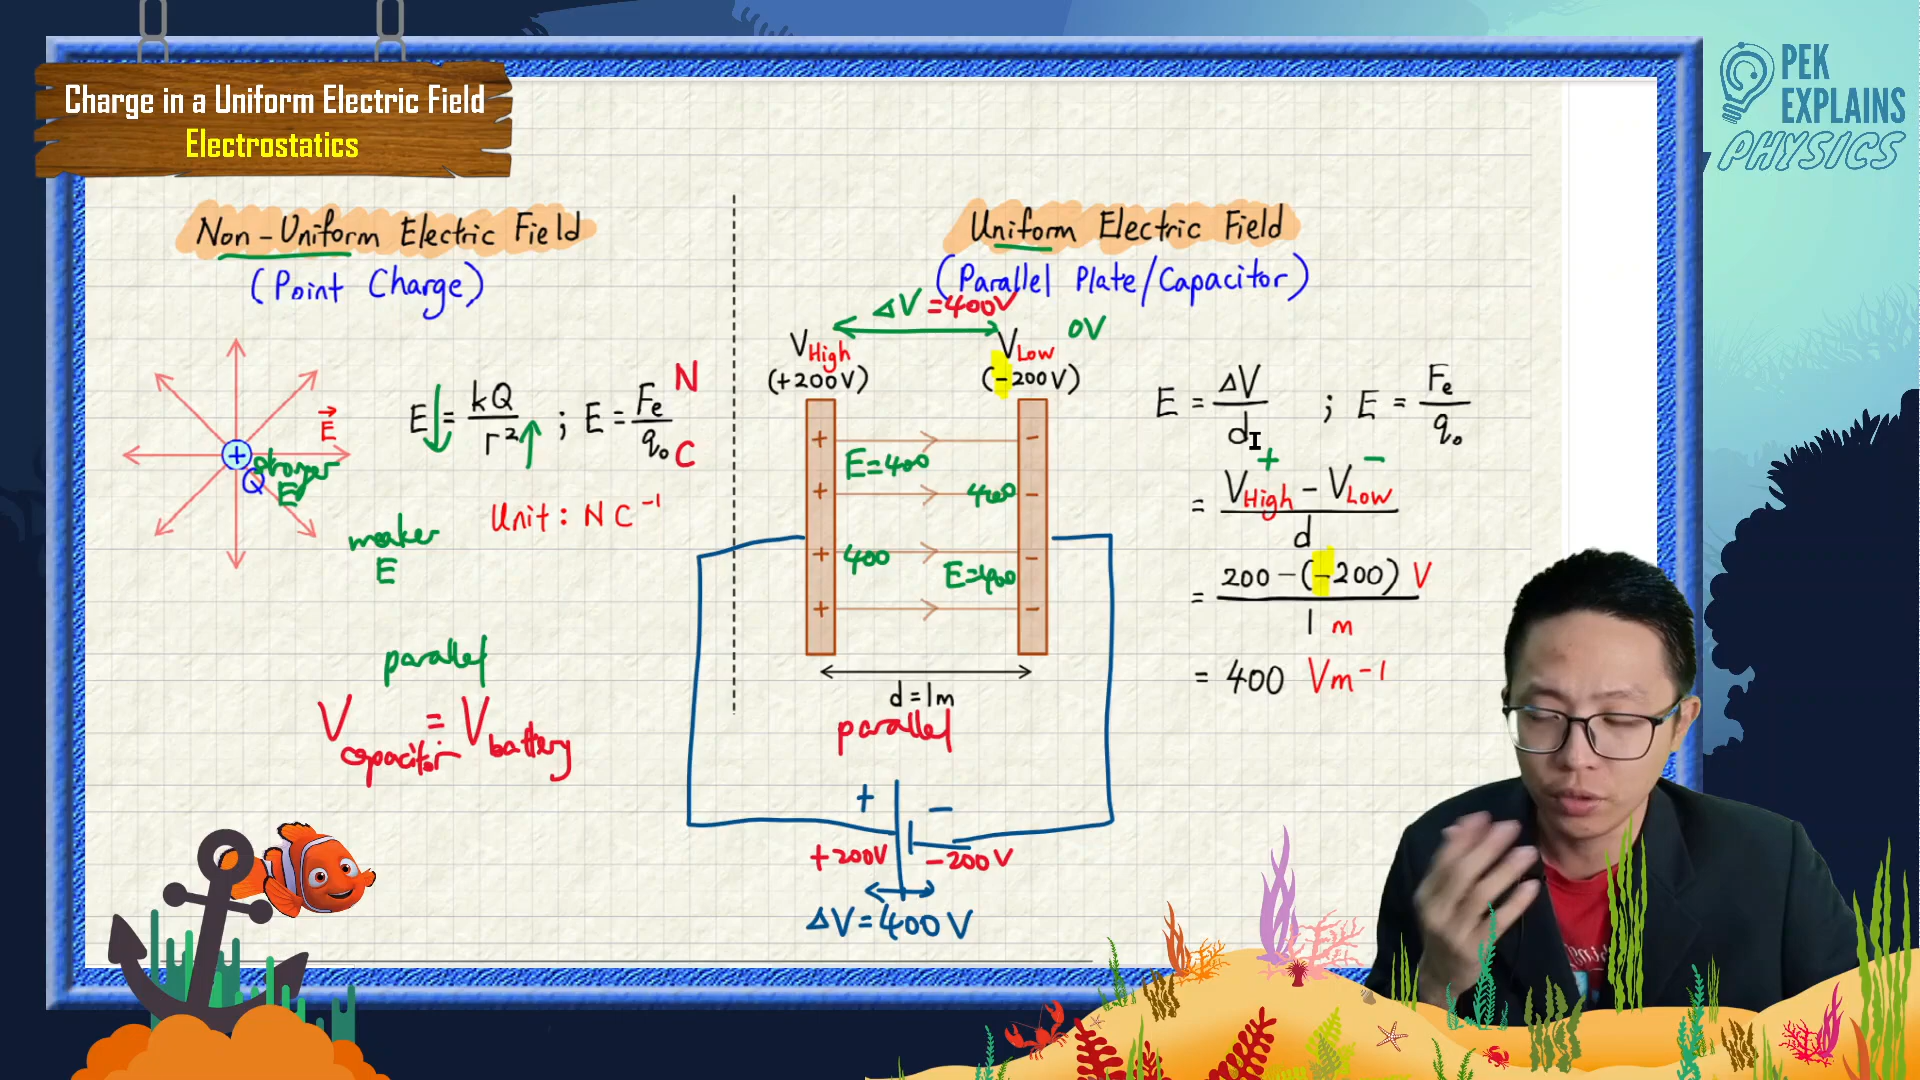 Charge in a Uniform Electric Field
Electrostatics
PEK
EXPLAINS
PHYSICS
Non-Uniform Electric Field
(Point Charge)
E
+
Q
stronger
E
weaker
E
E = kQ / r² ; E = Fe / q₀
N
C
Unit : N C⁻¹
parallel
V capacitor = V battery
Uniform Electric Field
(Parallel Plate/Capacitor)
ΔV = 400V
0V
V High
(+200V)
V Low
(-200V)
+ -
E=400
+ 400 -
+ 400 -
E=400
+ -
d = 1m
parallel
+ -
+200V -200V
ΔV = 400V
E = ΔV / d ; E = Fe / q₀
+ -
= V High - V Low / d
= 200 - (-200) V / 1 m
= 400 Vm⁻¹